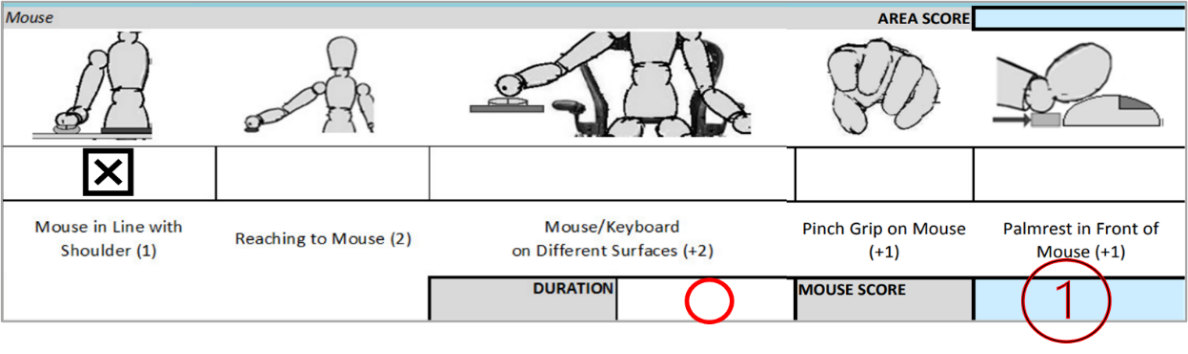 Mouse AREA SCORE
Mouse in Line with
Shoulder (1)
Reaching to Mouse (2)
Mouse/Keyboard
on Different Surfaces (+2)
Pinch Grip on Mouse
(+1)
Palmrest in Front of
Mouse (+1)
DURATION MOUSE SCORE 1